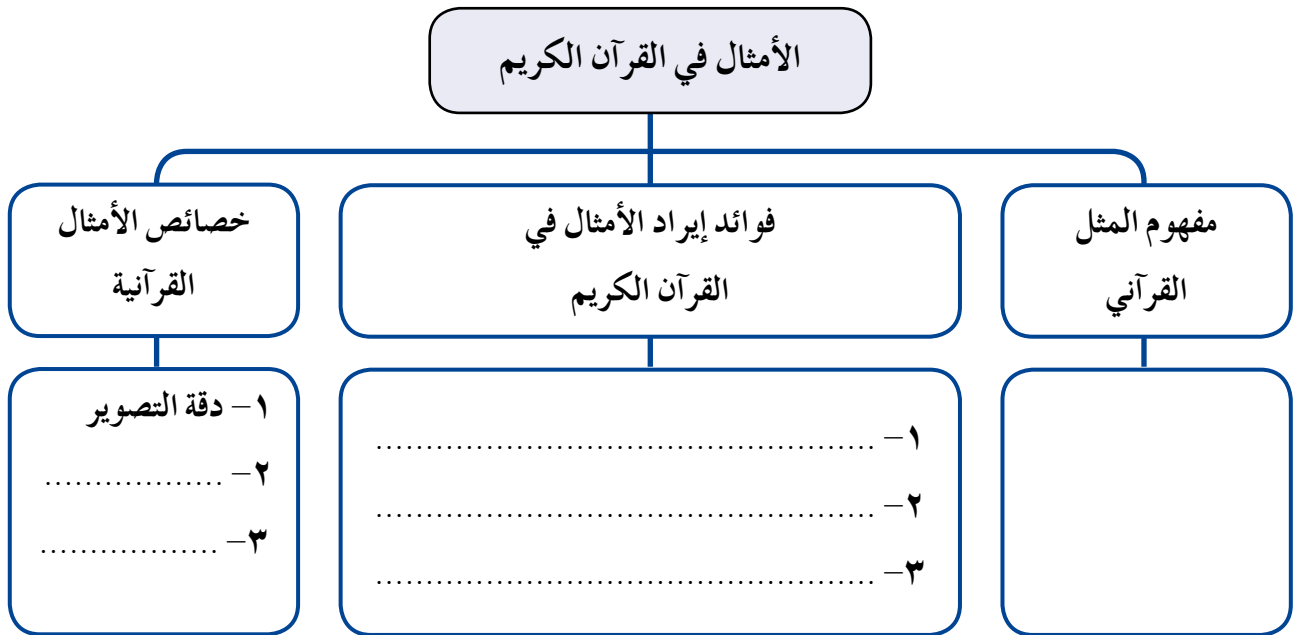 الأمثال في القرآن الكريم
مفهوم المثل
القرآني
فوائد إيراد الأمثال في
القرآن الكريم
١– ..................................................
٢– ..................................................
٣– ..................................................
خصائص الأمثال
القرآنية
١– دقة التصوير
٢– ..................
٣– ..................